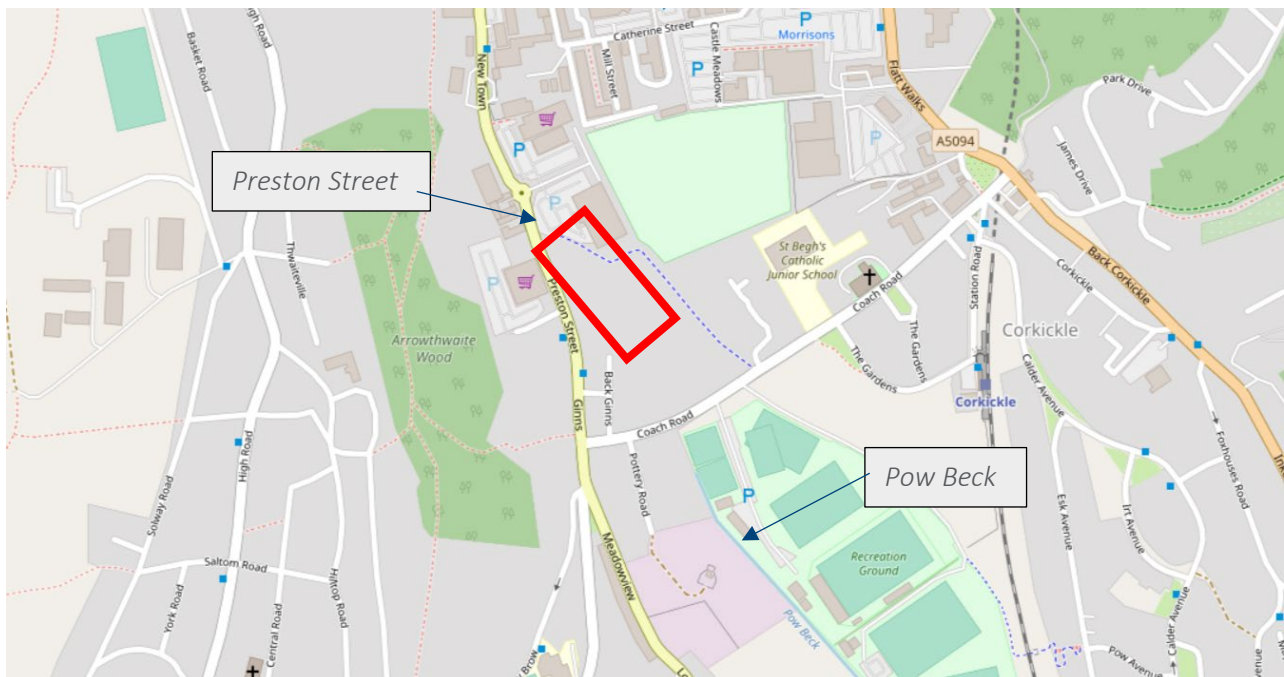 igh Road
Basket Road
New Town
Catherine Street
Mill Street
Castle Meadows
P
Morrisons
P
Flatt Walks
A5094
Park Drive
James Drive
Preston Street
P
P
P
Thwaiteville
Arrowthwaite
Wood
Preston Street
St Begh's
Catholic
Junior School
Coach Road
Station Road
Corkickle
Back Corkickle
Corkickle
The Gardens
The Gardens
Corkickle
Calder Avenue
Foxhouses Road
Back Ginns
Ginns
Coach Road
Pottery Road
High Road
Solway Road
Pow Beck
P
Esk Avenue
Irt Avenue
Recreation
Ground
Meadowview
Saltom Road
Hilltop Road
York Road
Central Road
Pow Beck
Calder Avenue
Pow Avenue
Brow